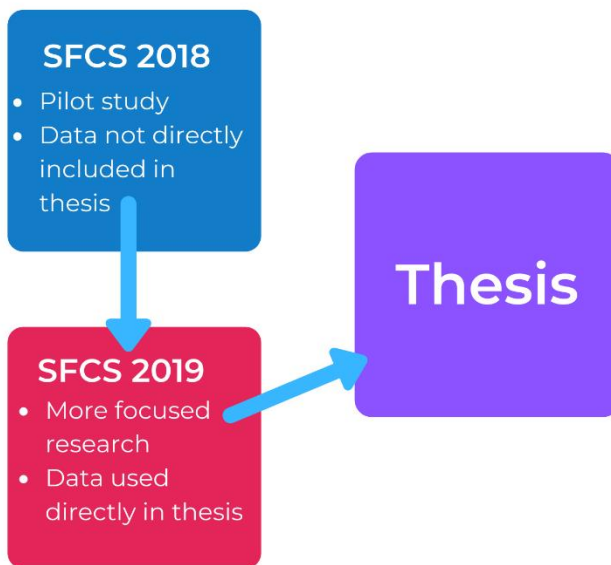 SFCS 2018
• Pilot study
• Data not directly
included in
thesis
SFCS 2019
• More focused
research
• Data used
directly in thesis
Thesis